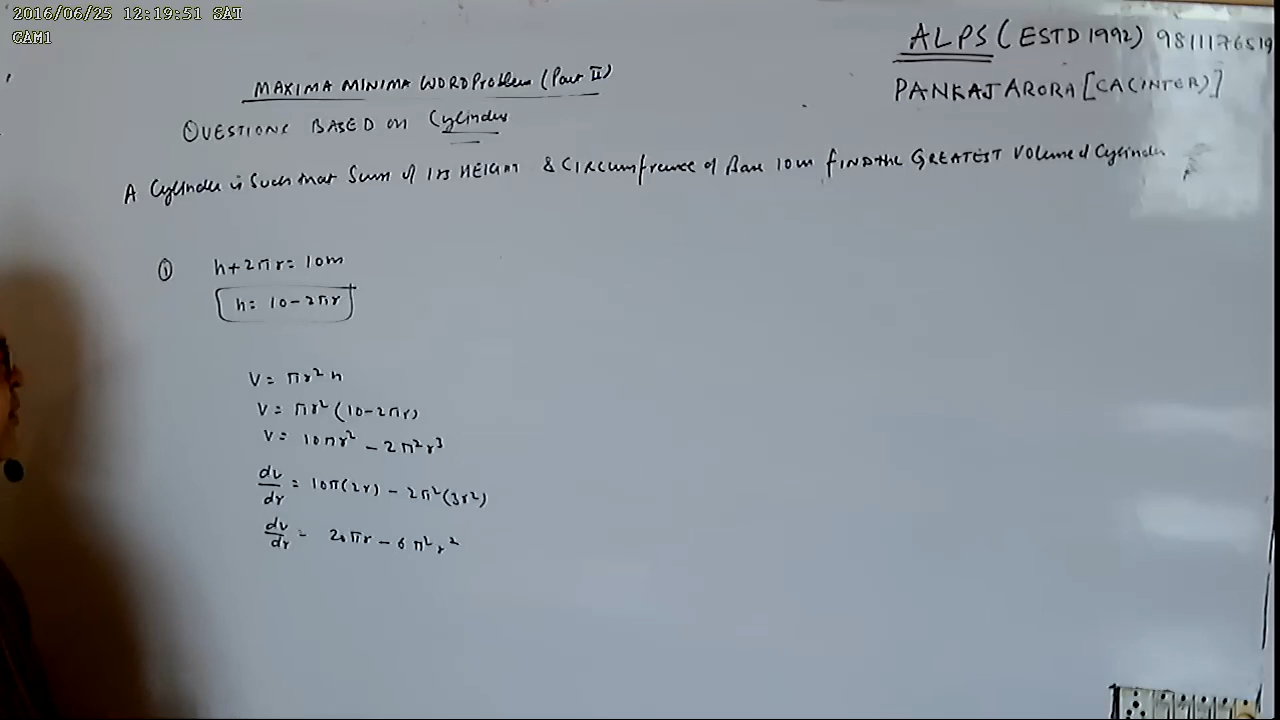 2016/06/25 12:19:51 SAT
CAM1
ALPS (ESTD 1992) 9811176519
PANKAJ ARORA [CA(INTER)]
MAXIMA MINIMA WORD Problem (Part II)
QUESTIONS BASED ON Cylinder
A Cylinder is Such that Sum of its HEIGHT & CIRCumfrence of Base 10m FIND the GREATEST Volume of Cylinder
① h+2πr= 10m
h= 10-2πr
V= πr²h
V= πr²(10-2πr)
V= 10πr² - 2π²r³
dv/dr = 10π(2r) - 2π²(3r²)
dv/dr = 20πr - 6π²r²